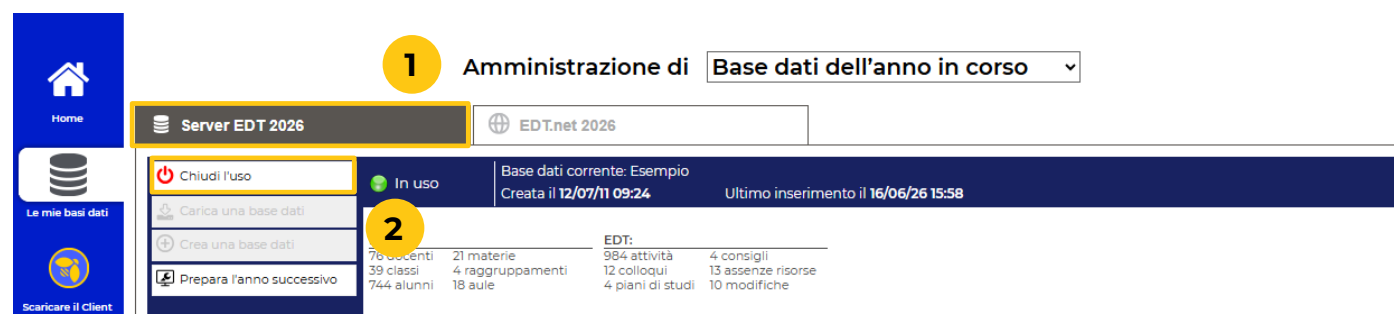 1
Amministrazione di Base dati dell'anno in corso
Home
Server EDT 2026
EDT.net 2026
Chiudi l'uso
In uso
Base dati corrente: Esempio
Creata il 12/07/11 09:24 Ultimo inserimento il 16/06/26 15:58
Le mie basi dati
Carica una base dati
Crea una base dati
Prepara l'anno successivo
2
76 docenti 21 materie
39 classi 4 raggruppamenti
744 alunni 18 aule
EDT:
984 attività 4 consigli
12 colloqui 13 assenze risorse
4 piani di studi 10 modifiche
Scaricare il Client